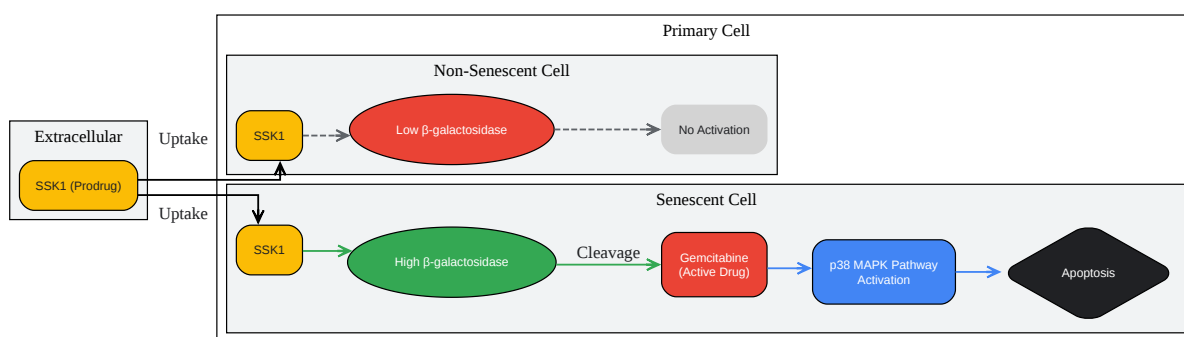 Primary Cell
Non-Senescent Cell
Extracellular
Uptake
SSK1
Low β-galactosidase
No Activation
SSK1 (Prodrug)
Uptake
Senescent Cell
SSK1
High β-galactosidase
Cleavage
Gemcitabine
(Active Drug)
p38 MAPK Pathway
Activation
Apoptosis